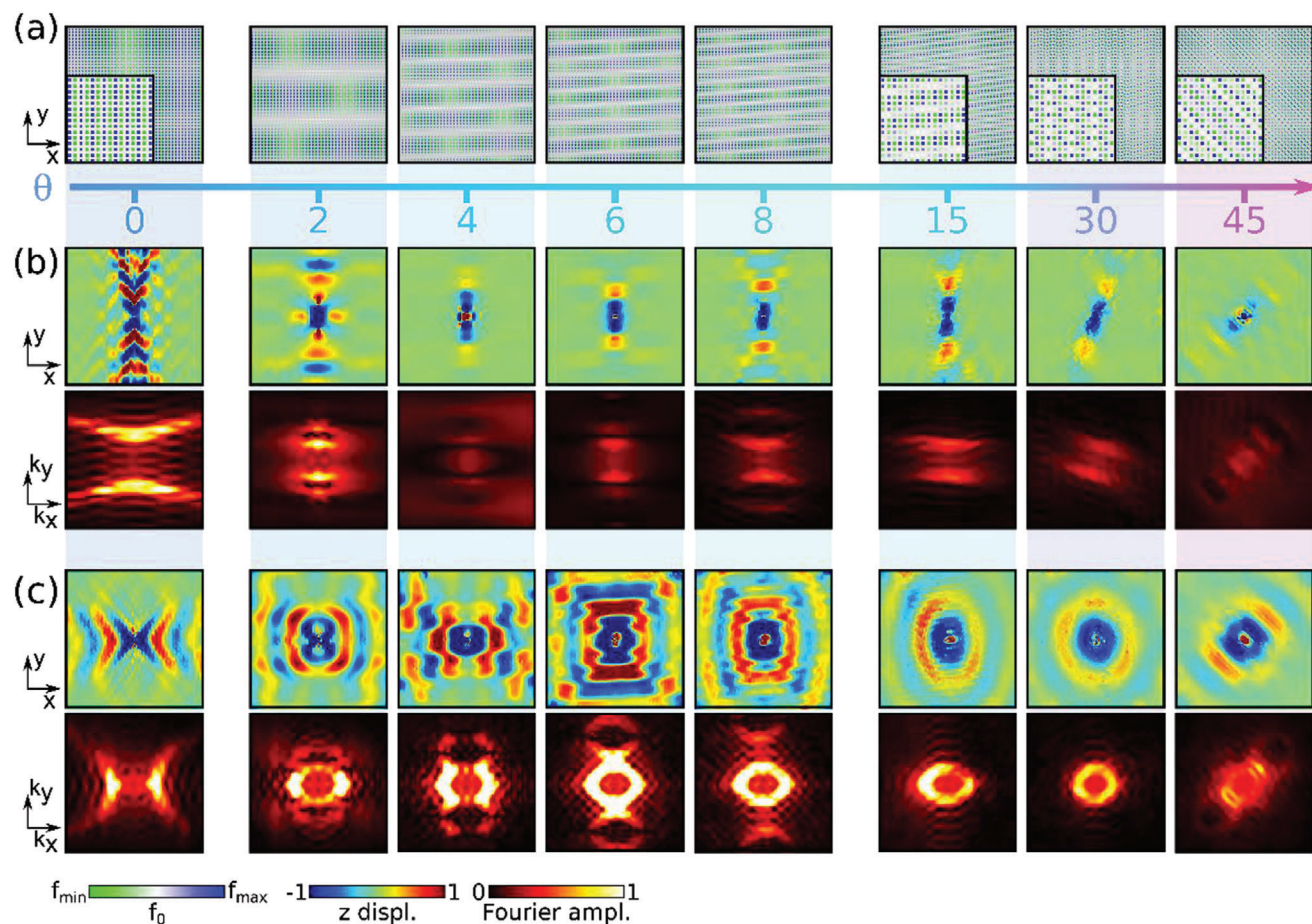 (a)
y
x
θ
0 2 4 6 8 15 30 45
(b)
y
x
ky
kx
(c)
y
x
ky
kx
fmin f0 fmax
-1 z displ. 1
0 Fourier ampl. 1